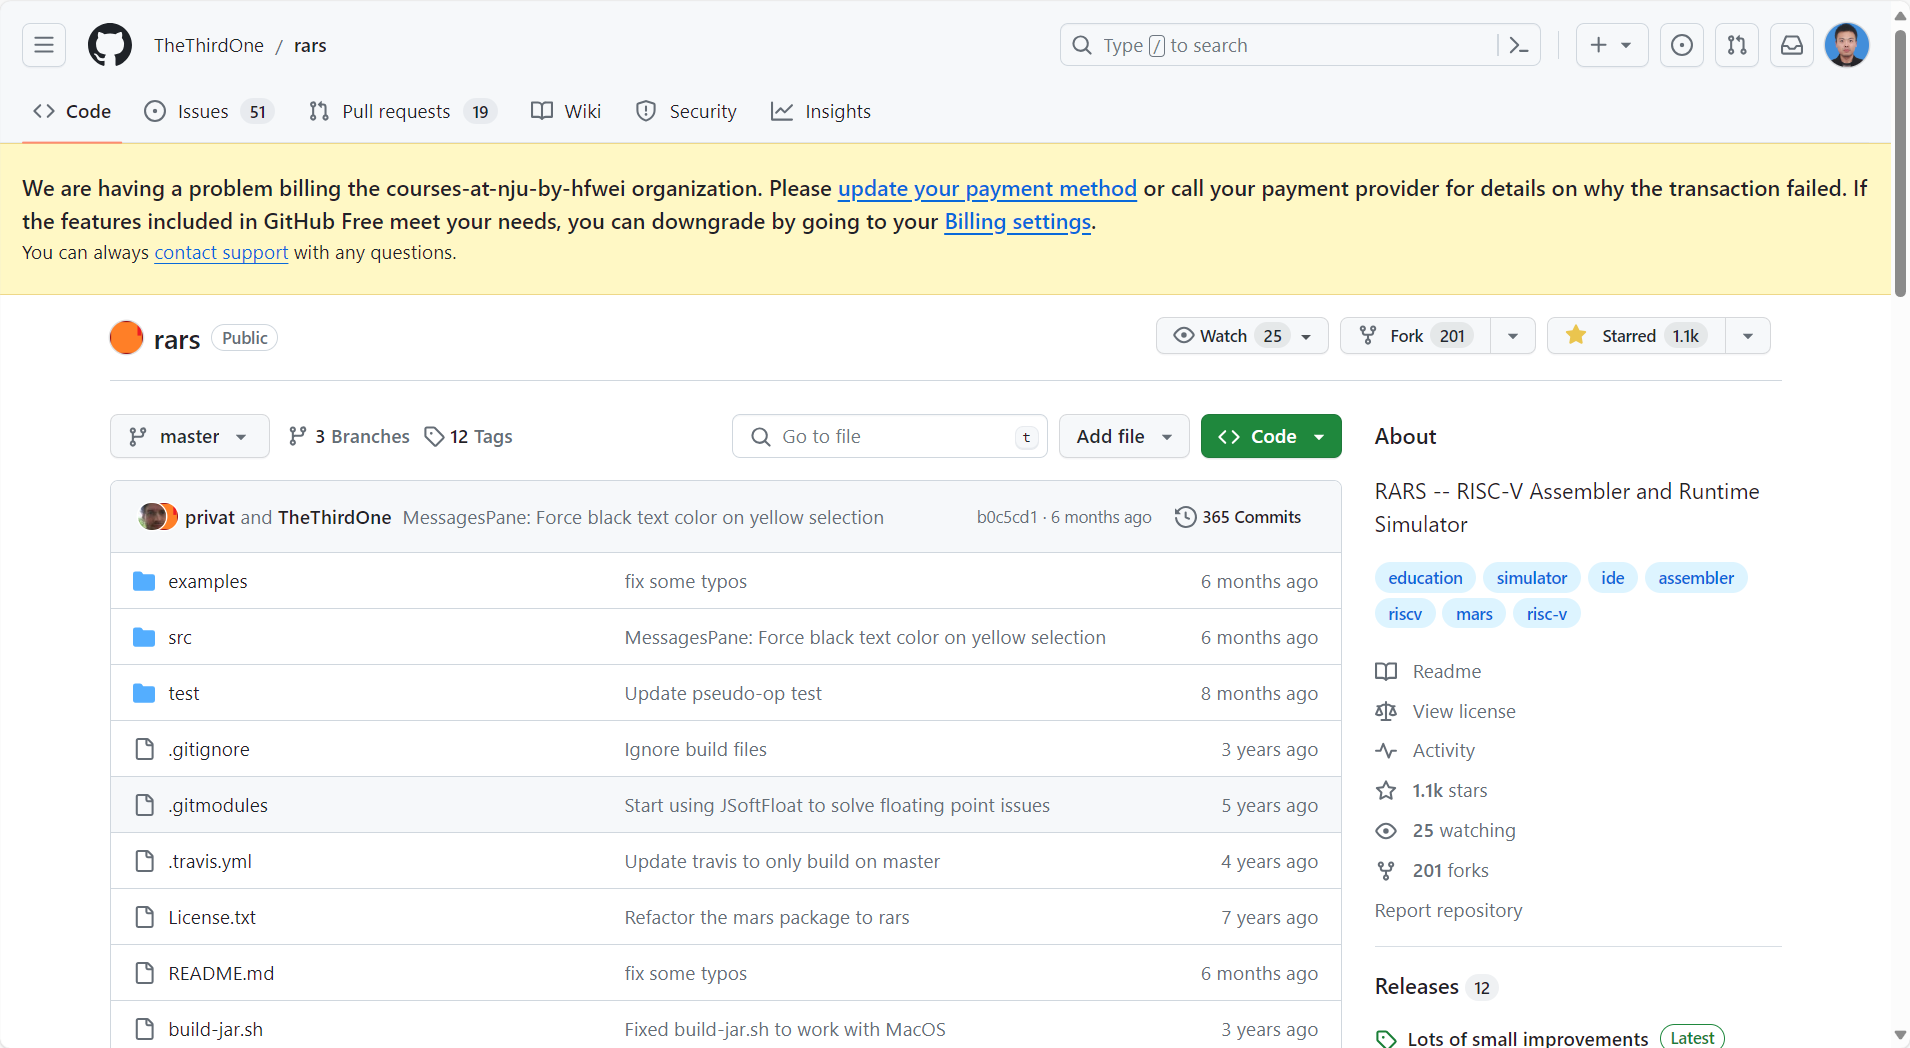 TheThirdOne / rars
Type / to search
Code
Issues 51
Pull requests 19
Wiki
Security
Insights
We are having a problem billing the courses-at-nju-by-hfwei organization. Please update your payment method or call your payment provider for details on why the transaction failed. If
the features included in GitHub Free meet your needs, you can downgrade by going to your Billing settings.
You can always contact support with any questions.
rars Public
Watch 25
Fork 201
Starred 1.1k
master
3 Branches
12 Tags
Go to file t
Add file
Code
privat and TheThirdOne MessagesPane: Force black text color on yellow selection b0c5cd1 · 6 months ago 365 Commits
examples fix some typos 6 months ago
src MessagesPane: Force black text color on yellow selection 6 months ago
test Update pseudo-op test 8 months ago
.gitignore Ignore build files 3 years ago
.gitmodules Start using JSoftFloat to solve floating point issues 5 years ago
.travis.yml Update travis to only build on master 4 years ago
License.txt Refactor the mars package to rars 7 years ago
README.md fix some typos 6 months ago
build-jar.sh Fixed build-jar.sh to work with MacOS 3 years ago
About
RARS -- RISC-V Assembler and Runtime
Simulator
education simulator ide assembler
riscv mars risc-v
Readme
View license
Activity
1.1k stars
25 watching
201 forks
Report repository
Releases 12
Lots of small improvements Latest